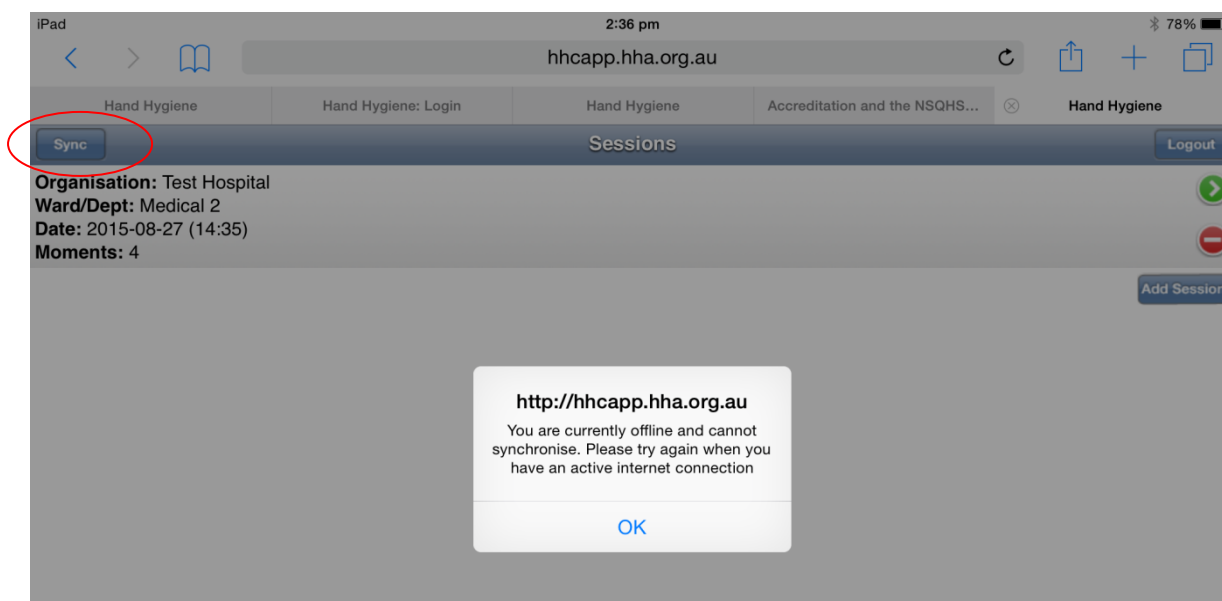 iPad 2:36 pm 78%
hhcapp.hha.org.au
Hand Hygiene Hand Hygiene: Login Hand Hygiene Accreditation and the NSQHS... Hand Hygiene
Sync Sessions Logout
Organisation: Test Hospital
Ward/Dept: Medical 2
Date: 2015-08-27 (14:35)
Moments: 4
Add Session
http://hhcapp.hha.org.au
You are currently offline and cannot
synchronise. Please try again when you
have an active internet connection
OK